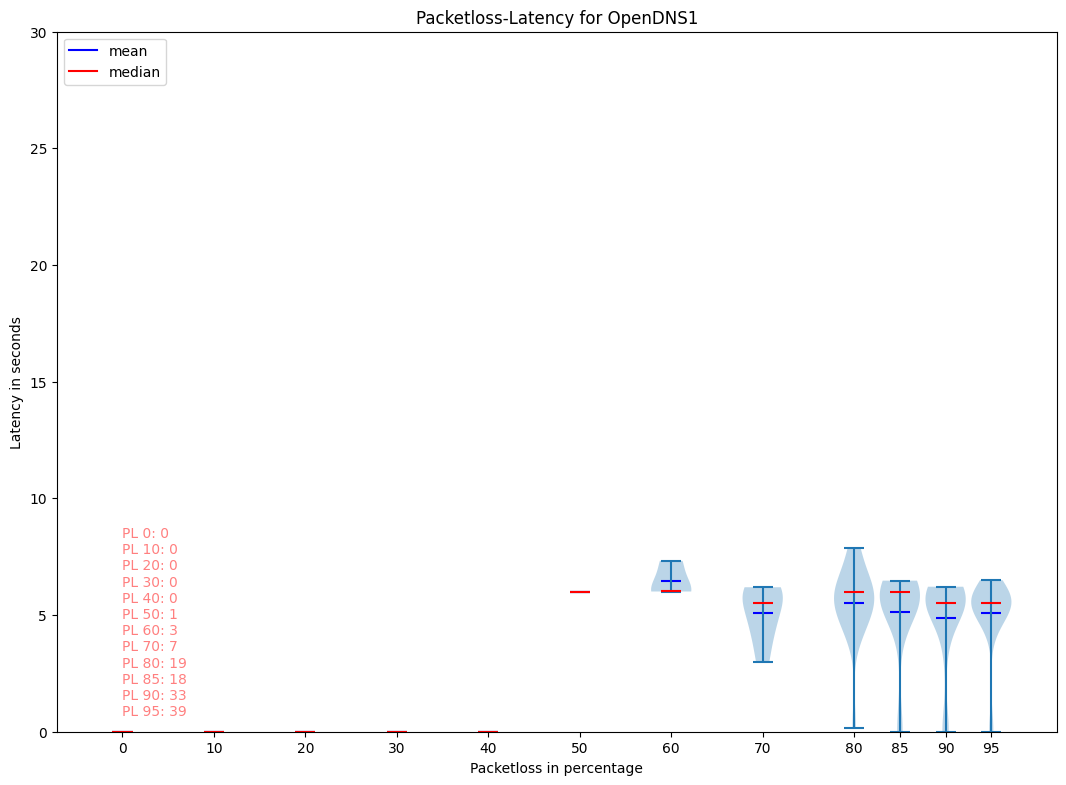 Packetloss-Latency for OpenDNS1
mean
median
30
25
20
15
10
5
0
Latency in seconds
PL 0: 0
PL 10: 0
PL 20: 0
PL 30: 0
PL 40: 0
PL 50: 1
PL 60: 3
PL 70: 7
PL 80: 19
PL 85: 18
PL 90: 33
PL 95: 39
0 10 20 30 40 50 60 70 80 85 90 95
Packetloss in percentage